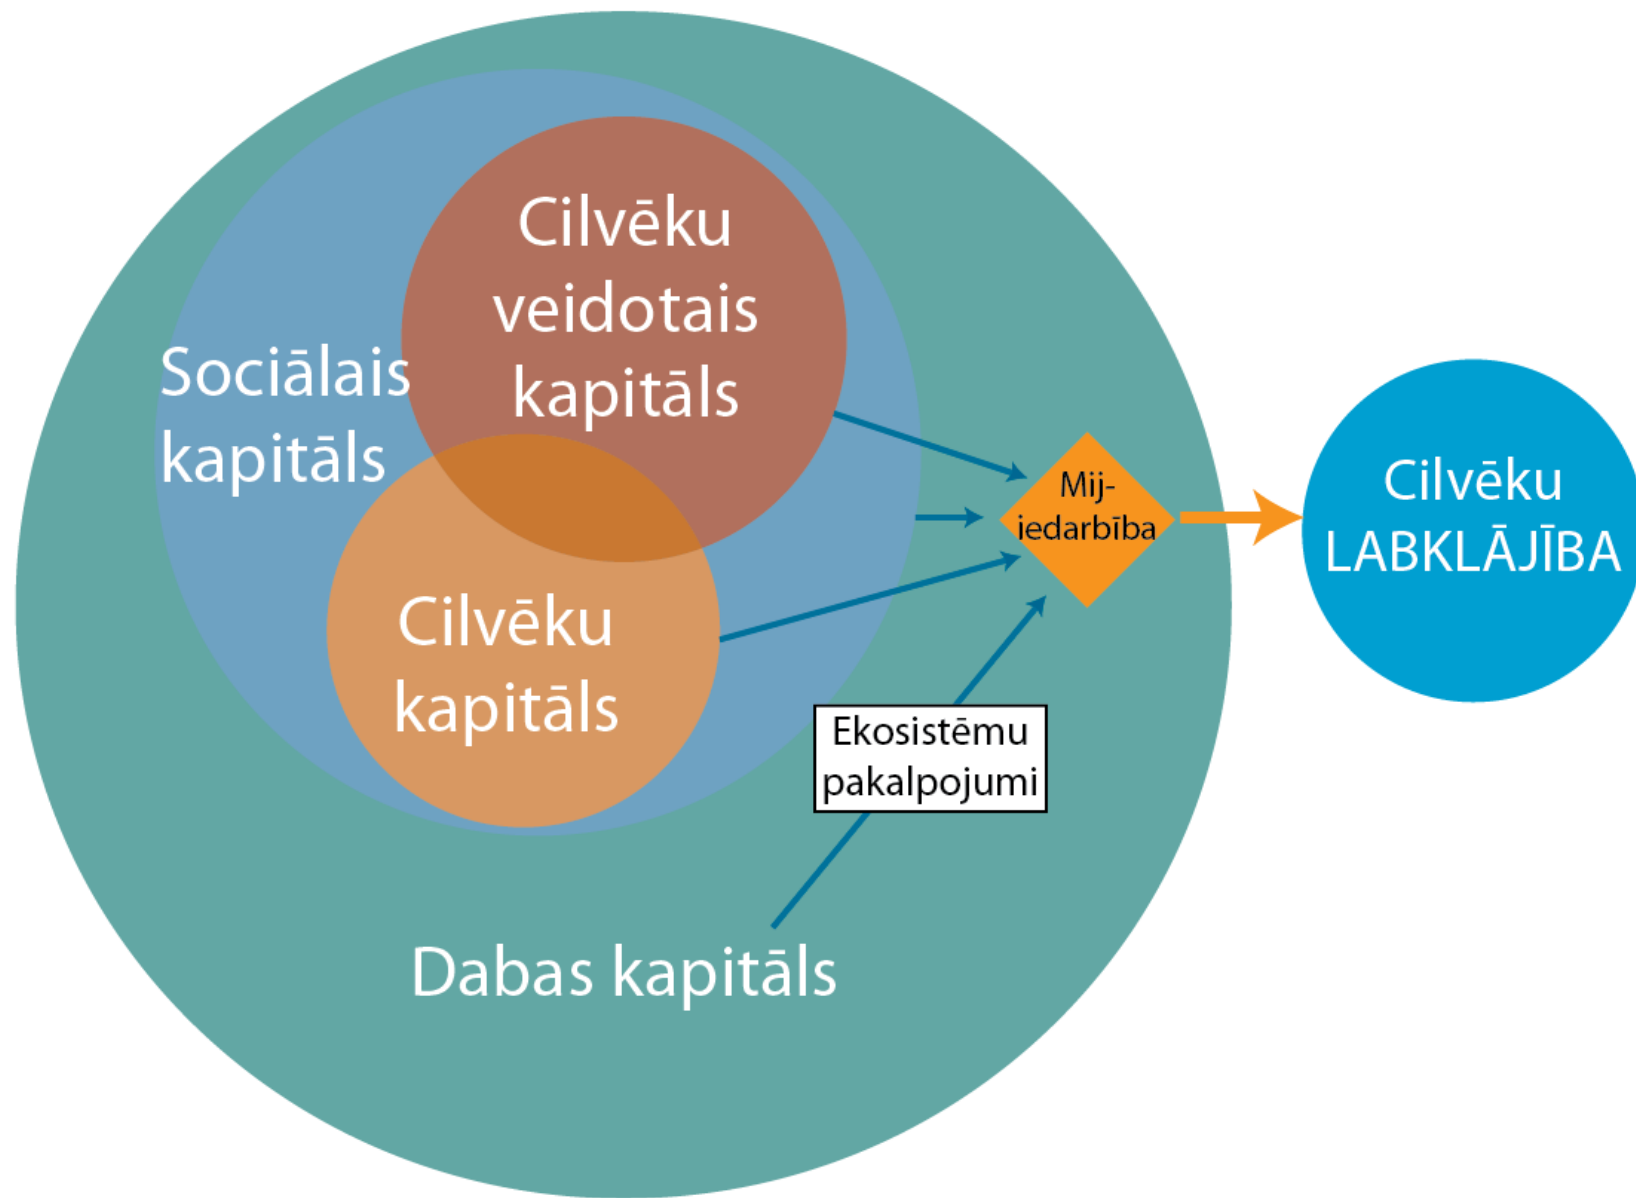 Cilvēku
veidotais
kapitāls
Sociālais
kapitāls
Cilvēku
kapitāls
Mij-
iedarbība
Cilvēku
LABKLĀJĪBA
Ekosistēmu
pakalpojumi
Dabas kapitāls